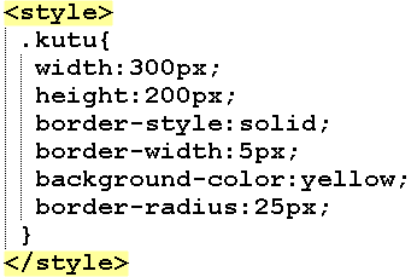 <style>
.kutu{
width:300px;
height:200px;
border-style:solid;
border-width:5px;
background-color:yellow;
border-radius:25px;
}
</style>